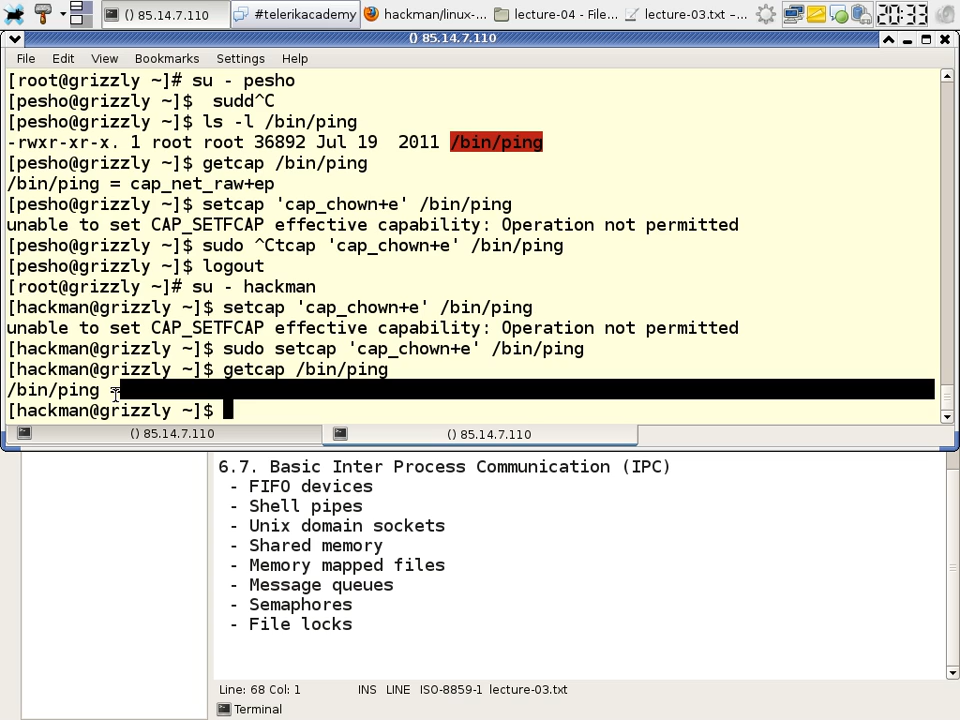 () 85.14.7.110
#telerikacademy
hackman/linux-...
lecture-04 - File...
lecture-03.txt –...
20:33
() 85.14.7.110
File Edit View Bookmarks Settings Help
[root@grizzly ~]# su - pesho
[pesho@grizzly ~]$  sudd^C
[pesho@grizzly ~]$ ls -l /bin/ping
-rwxr-xr-x. 1 root root 36892 Jul 19  2011 /bin/ping
[pesho@grizzly ~]$ getcap /bin/ping
/bin/ping = cap_net_raw+ep
[pesho@grizzly ~]$ setcap 'cap_chown+e' /bin/ping
unable to set CAP_SETFCAP effective capability: Operation not permitted
[pesho@grizzly ~]$ sudo ^Ctcap 'cap_chown+e' /bin/ping
[pesho@grizzly ~]$ logout
[root@grizzly ~]# su - hackman
[hackman@grizzly ~]$ setcap 'cap_chown+e' /bin/ping
unable to set CAP_SETFCAP effective capability: Operation not permitted
[hackman@grizzly ~]$ sudo setcap 'cap_chown+e' /bin/ping
[hackman@grizzly ~]$ getcap /bin/ping
/bin/ping =
[hackman@grizzly ~]$
() 85.14.7.110
() 85.14.7.110
6.7. Basic Inter Process Communication (IPC)
- FIFO devices
- Shell pipes
- Unix domain sockets
- Shared memory
- Memory mapped files
- Message queues
- Semaphores
- File locks
Line: 68 Col: 1 INS LINE ISO-8859-1 lecture-03.txt
Terminal